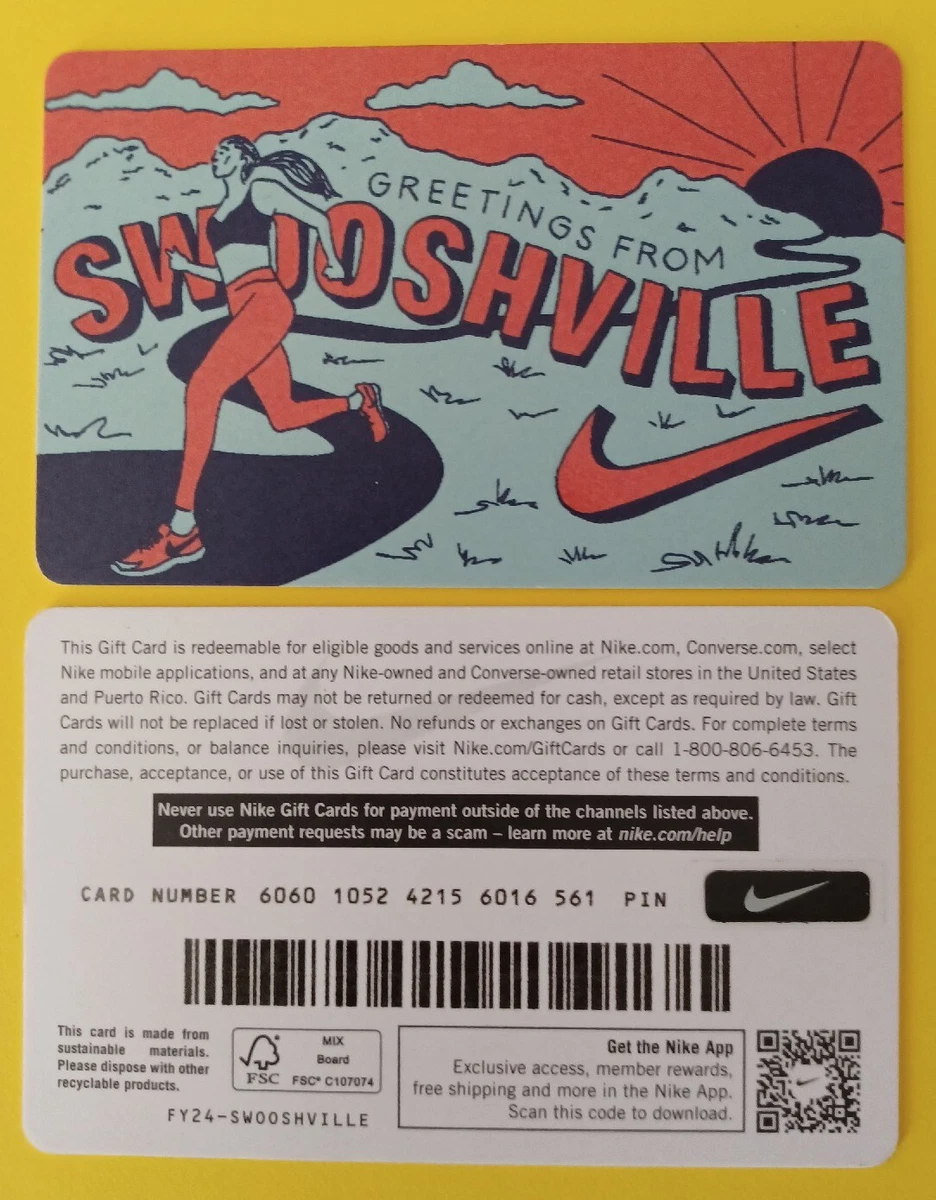 GREETINGS FROM
SWOOSHVILLE
This Gift Card is redeemable for eligible goods and services online at Nike.com, Converse.com, select
Nike mobile applications, and at any Nike-owned and Converse-owned retail stores in the United States
and Puerto Rico. Gift Cards may not be returned or redeemed for cash, except as required by law. Gift
Cards will not be replaced if lost or stolen. No refunds or exchanges on Gift Cards. For complete terms
and conditions, or balance inquiries, please visit Nike.com/GiftCards or call 1-800-806-6453. The
purchase, acceptance, or use of this Gift Card constitutes acceptance of these terms and conditions.
Never use Nike Gift Cards for payment outside of the channels listed above.
Other payment requests may be a scam – learn more at nike.com/help
CARD NUMBER 6060 1052 4215 6016 561 PIN
This card is made from
sustainable materials.
Please dispose with other
recyclable products.
FSC
MIX
Board
FSC® C107074
FY24-SWOOSHVILLE
Get the Nike App
Exclusive access, member rewards,
free shipping and more in the Nike App.
Scan this code to download.